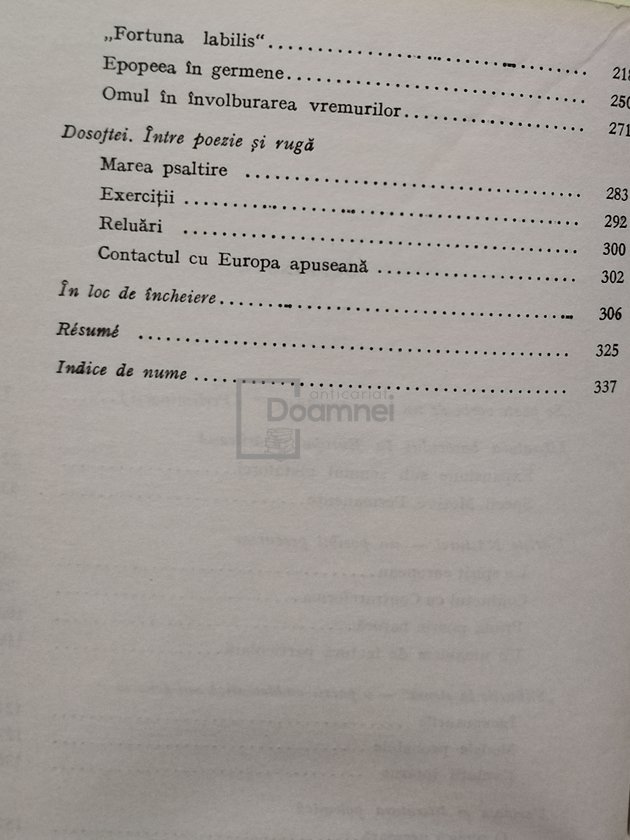 „Fortuna labilis“ 218
Epopeea în germene 250
Omul în învolburarea vremurilor 271
Dosoftei. Între poezie și rugă
Marea psaltire 283
Exerciții 292
Reluări 300
Contactul cu Europa apuseană 302
În loc de încheiere 306
Résumé 325
Indice de nume 337
anticariat
Doamnei